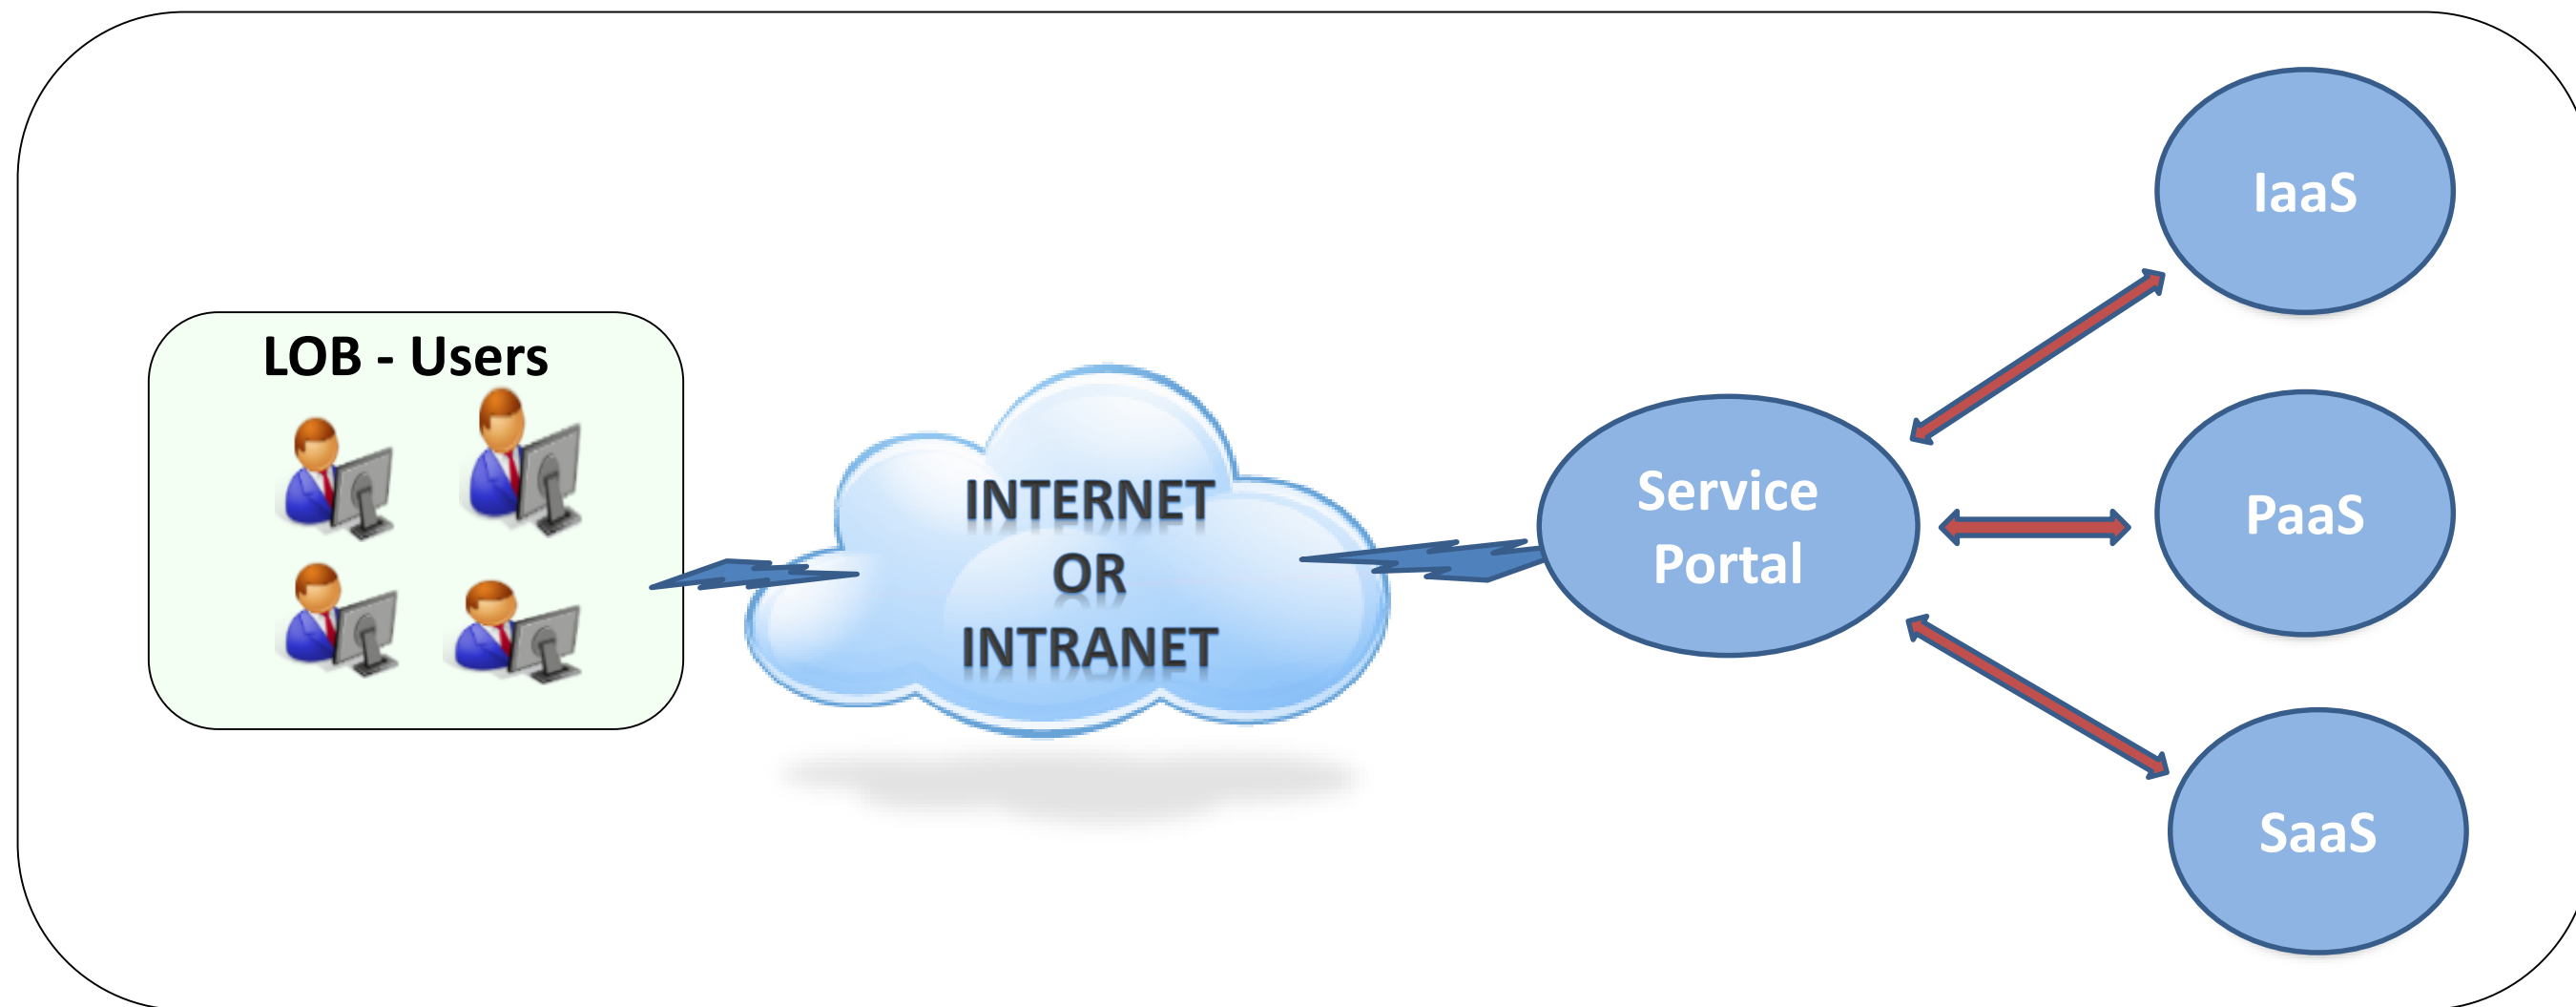 LOB - Users
INTERNET
OR
INTRANET
Service
Portal
IaaS
PaaS
SaaS